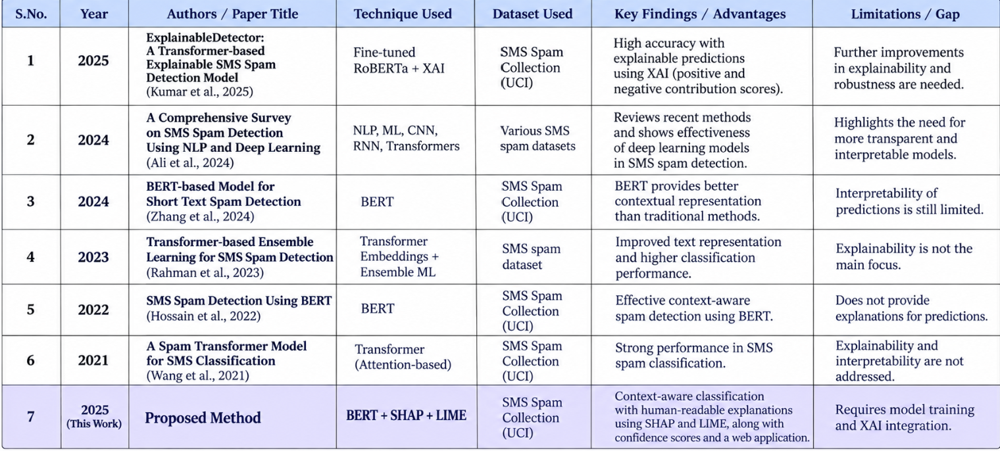 S.No.
Year
Authors / Paper Title
Technique Used
Dataset Used
Key Findings / Advantages
Limitations / Gap
1
2025
ExplainableDetector:
A Transformer-based
Explainable SMS Spam
Detection Model
(Kumar et al., 2025)
Fine-tuned
RoBERTa + XAI
SMS Spam
Collection
(UCI)
High accuracy with
explainable predictions
using XAI (positive and
negative contribution scores).
Further improvements
in explainability and
robustness are needed.
2
2024
A Comprehensive Survey
on SMS Spam Detection
Using NLP and Deep Learning
(Ali et al., 2024)
NLP, ML, CNN,
RNN, Transformers
Various SMS
spam datasets
Reviews recent methods
and shows effectiveness
of deep learning models
in SMS spam detection.
Highlights the need for
more transparent and
interpretable models.
3
2024
BERT-based Model for
Short Text Spam Detection
(Zhang et al., 2024)
BERT
SMS Spam
Collection
(UCI)
BERT provides better
contextual representation
than traditional methods.
Interpretability of
predictions is still limited.
4
2023
Transformer-based Ensemble
Learning for SMS Spam Detection
(Rahman et al., 2023)
Transformer
Embeddings +
Ensemble ML
SMS spam
dataset
Improved text representation
and higher classification
performance.
Explainability is not the
main focus.
5
2022
SMS Spam Detection Using BERT
(Hossain et al., 2022)
BERT
SMS Spam
Collection
(UCI)
Effective context-aware
spam detection using BERT.
Does not provide
explanations for predictions.
6
2021
A Spam Transformer Model
for SMS Classification
(Wang et al., 2021)
Transformer
(Attention-based)
SMS Spam
Collection
(UCI)
Strong performance in SMS
spam classification.
Explainability and
interpretability are not
addressed.
7
2025
(This Work)
Proposed Method
BERT + SHAP + LIME
SMS Spam
Collection
(UCI)
Context-aware classification
with human-readable explanations
using SHAP and LIME, along with
confidence scores and a web application.
Requires model training
and XAI integration.